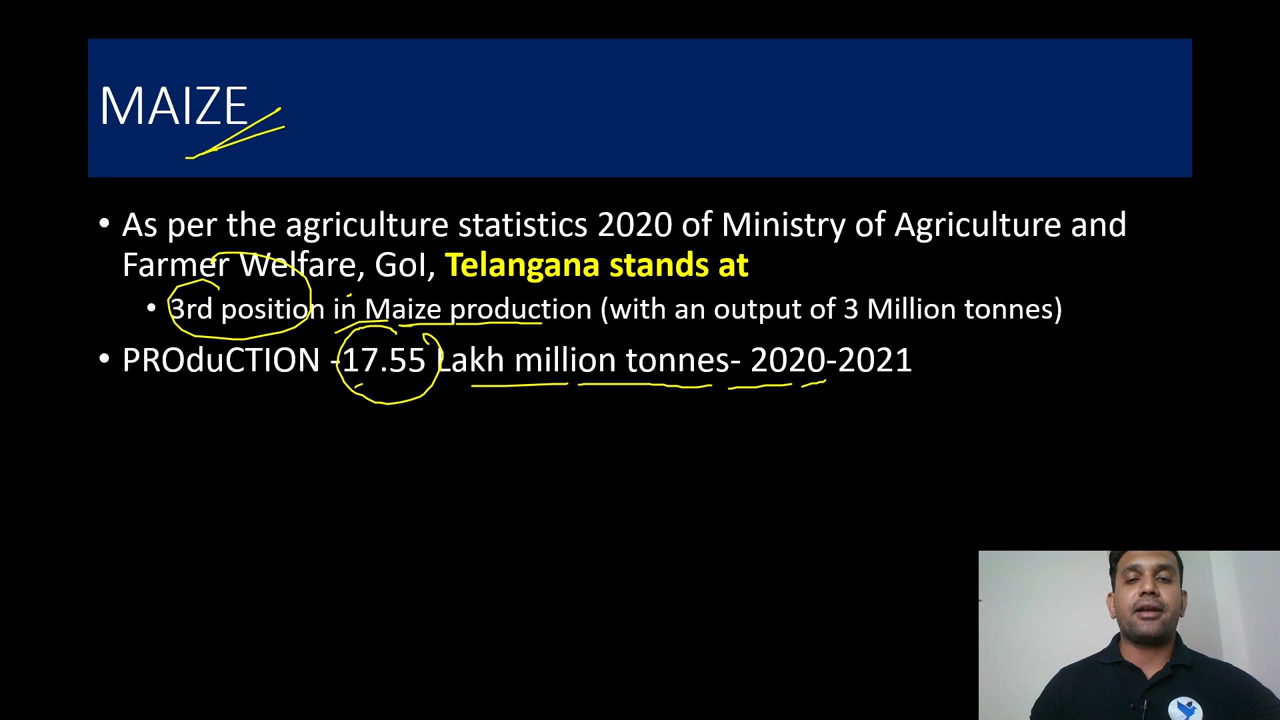 MAIZE
• As per the agriculture statistics 2020 of Ministry of Agriculture and
Farmer Welfare, GoI, Telangana stands at
• 3rd position in Maize production (with an output of 3 Million tonnes)
• PROduCTION -17.55 Lakh million tonnes- 2020-2021